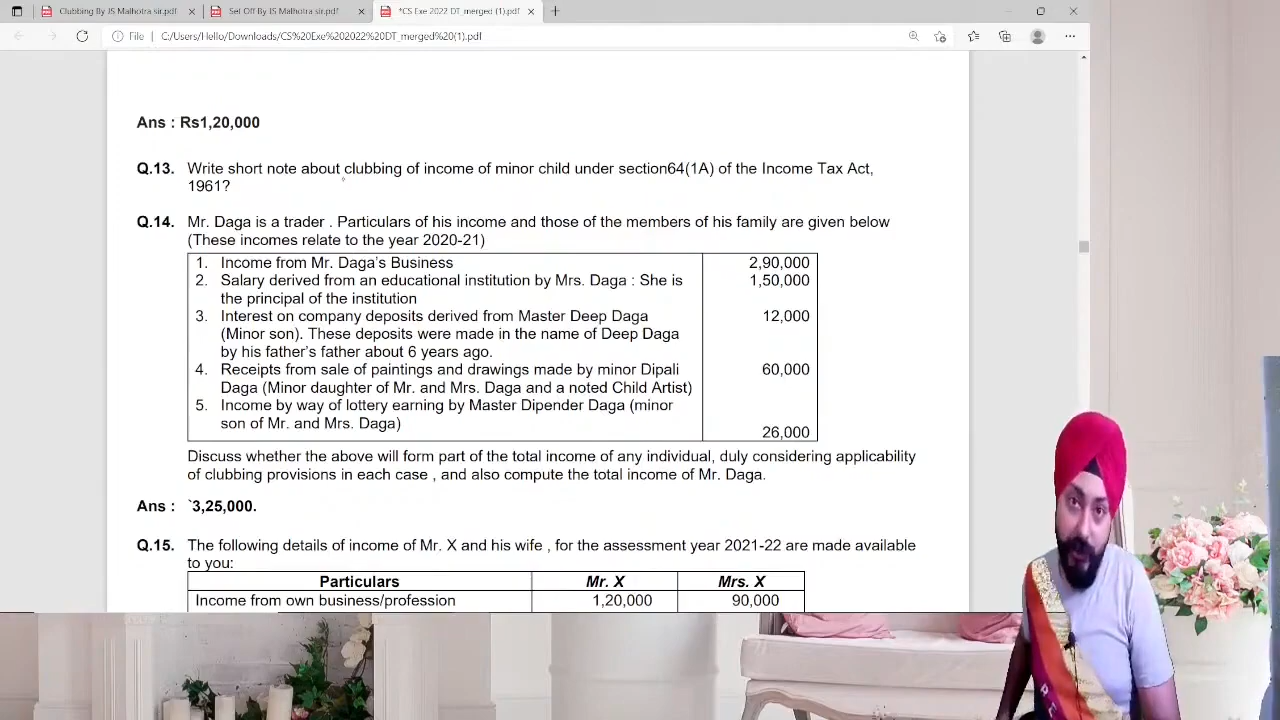 Clubbing By JS Malhotra sir.pdf
Set Off By JS Malhotra sir.pdf
*CS Exe 2022 DT_merged (1).pdf
File
C:/Users/Hello/Downloads/CS%20Exe%202022%20DT_merged%20(1).pdf
Ans : Rs1,20,000
Q.13. Write short note about clubbing of income of minor child under section64(1A) of the Income Tax Act,
1961?
Q.14. Mr. Daga is a trader . Particulars of his income and those of the members of his family are given below
(These incomes relate to the year 2020-21)
1. Income from Mr. Daga's Business 2,90,000
2. Salary derived from an educational institution by Mrs. Daga : She is 1,50,000
the principal of the institution
3. Interest on company deposits derived from Master Deep Daga 12,000
(Minor son). These deposits were made in the name of Deep Daga
by his father's father about 6 years ago.
4. Receipts from sale of paintings and drawings made by minor Dipali 60,000
Daga (Minor daughter of Mr. and Mrs. Daga and a noted Child Artist)
5. Income by way of lottery earning by Master Dipender Daga (minor
son of Mr. and Mrs. Daga)
26,000
Discuss whether the above will form part of the total income of any individual, duly considering applicability
of clubbing provisions in each case , and also compute the total income of Mr. Daga.
Ans : `3,25,000.
Q.15. The following details of income of Mr. X and his wife , for the assessment year 2021-22 are made available
to you:
Particulars Mr. X Mrs. X
Income from own business/profession 1,20,000 90,000